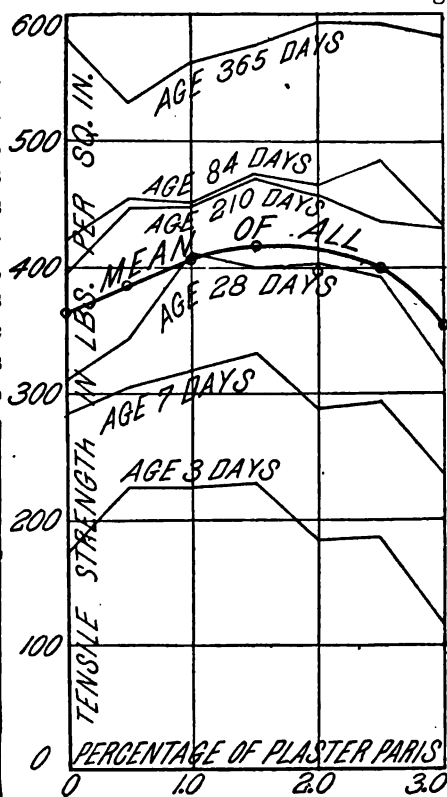 600
500
400
300
200
100
0
TENSILE STRENGTH IN LBS. PER SQ. IN.
AGE 365 DAYS
AGE 84 DAYS
AGE 210 DAYS
MEAN OF ALL
AGE 28 DAYS
AGE 7 DAYS
AGE 3 DAYS
PERCENTAGE OF PLASTER PARIS
0 1.0 2.0 3.0